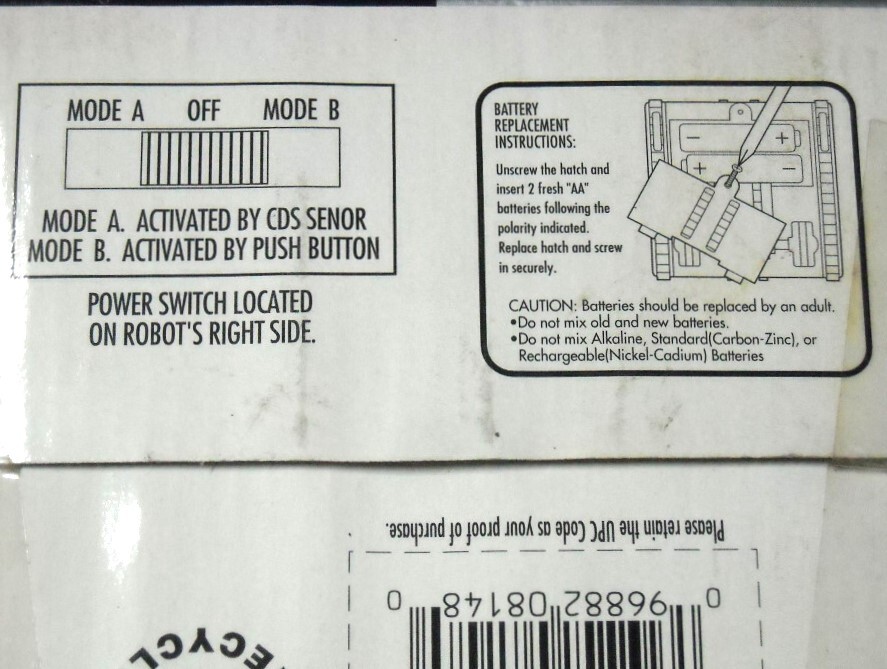 MODE A OFF MODE B
MODE A. ACTIVATED BY CDS SENOR
MODE B. ACTIVATED BY PUSH BUTTON
POWER SWITCH LOCATED
ON ROBOT'S RIGHT SIDE.
BATTERY
REPLACEMENT
INSTRUCTIONS:
Unscrew the hatch and
insert 2 fresh "AA"
batteries following the
polarity indicated.
Replace hatch and screw
in securely.
- +
+ -
CAUTION: Batteries should be replaced by an adult.
•Do not mix old and new batteries.
•Do not mix Alkaline, Standard(Carbon-Zinc), or
Rechargeable(Nickel-Cadium) Batteries
Please retain the UPC Code as your proof of purchase.
0 96882 08148 0